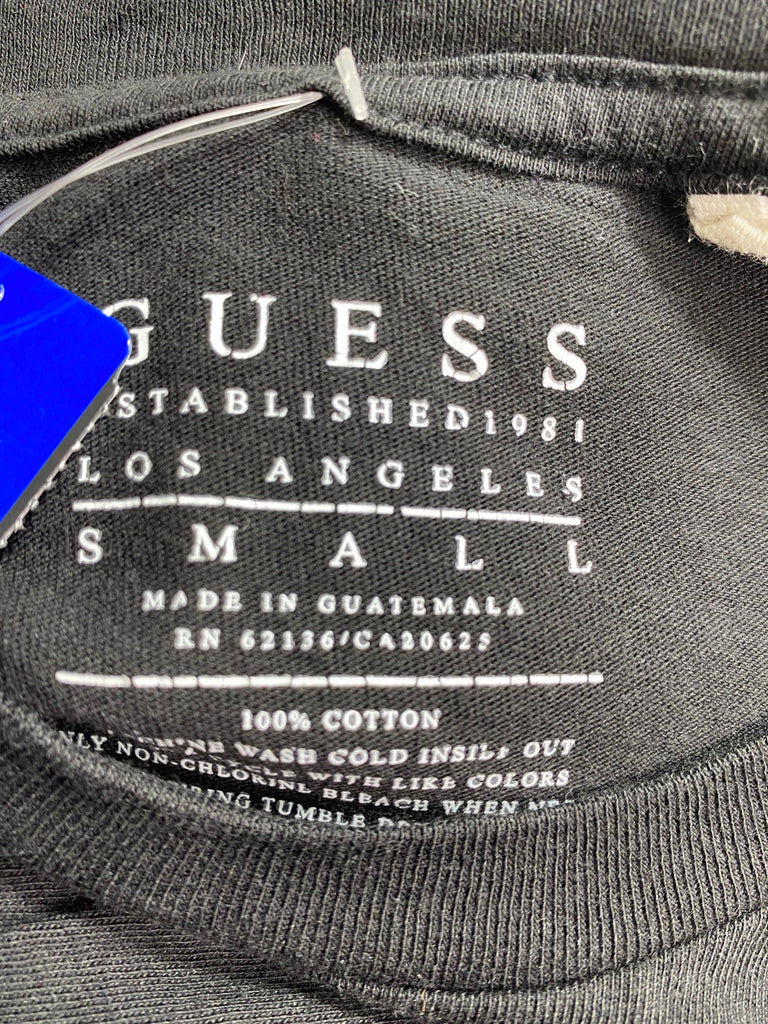 GUESS
ESTABLISHED 1981
LOS ANGELES
SMALL
MADE IN GUATEMALA
RN 62136/CA20625
100% COTTON
WASH COLD INSIDE OUT
WITH LIKE COLORS
ONLY NON-CHLORINE BLEACH WHEN
TUMBLE